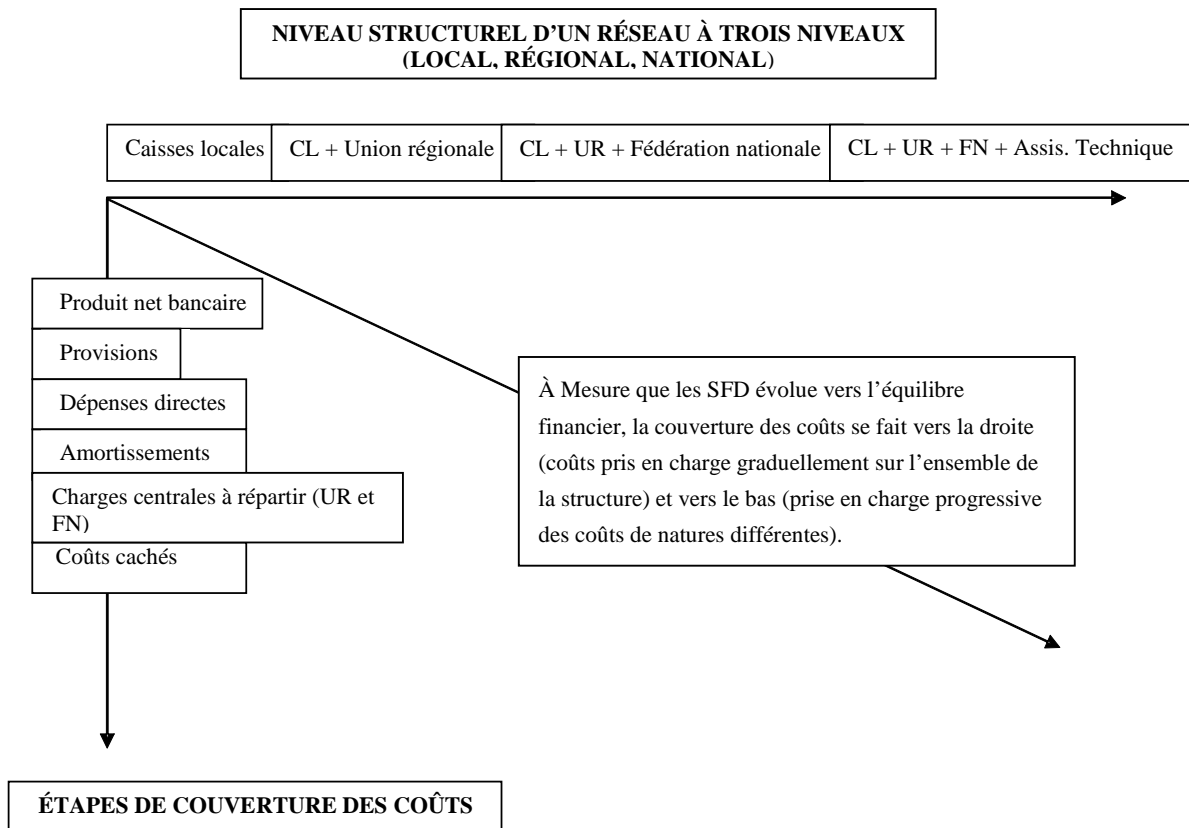 NIVEAU STRUCTUREL D’UN RÉSEAU À TROIS NIVEAUX
(LOCAL, RÉGIONAL, NATIONAL)
Caisses locales
CL + Union régionale
CL + UR + Fédération nationale
CL + UR + FN + Assis. Technique
Produit net bancaire
Provisions
Dépenses directes
Amortissements
Charges centrales à répartir (UR et
FN)
Coûts cachés
À Mesure que les SFD évolue vers l’équilibre
financier, la couverture des coûts se fait vers la droite
(coûts pris en charge graduellement sur l’ensemble de
la structure) et vers le bas (prise en charge progressive
des coûts de natures différentes).
ÉTAPES DE COUVERTURE DES COÛTS